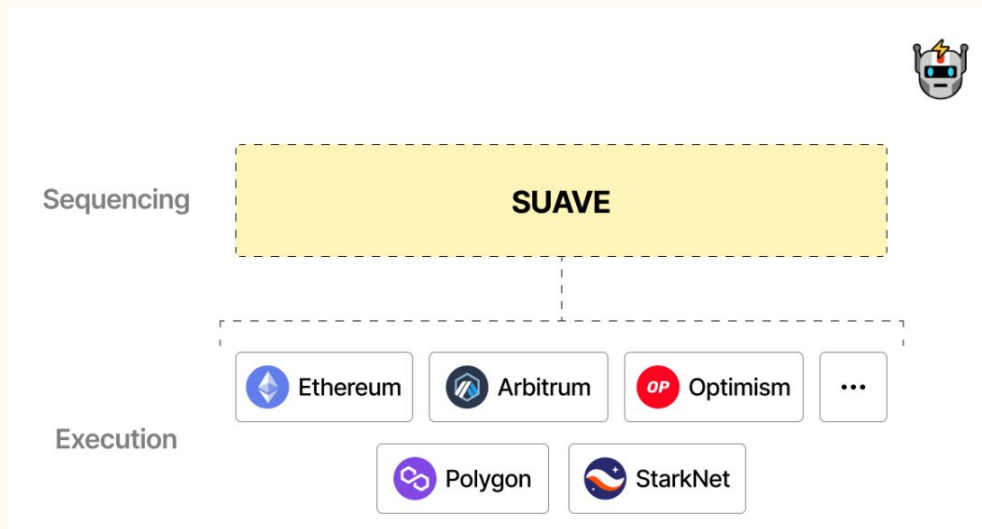 Sequencing
SUAVE
Ethereum
Arbitrum
OP Optimism
...
Execution
Polygon
StarkNet